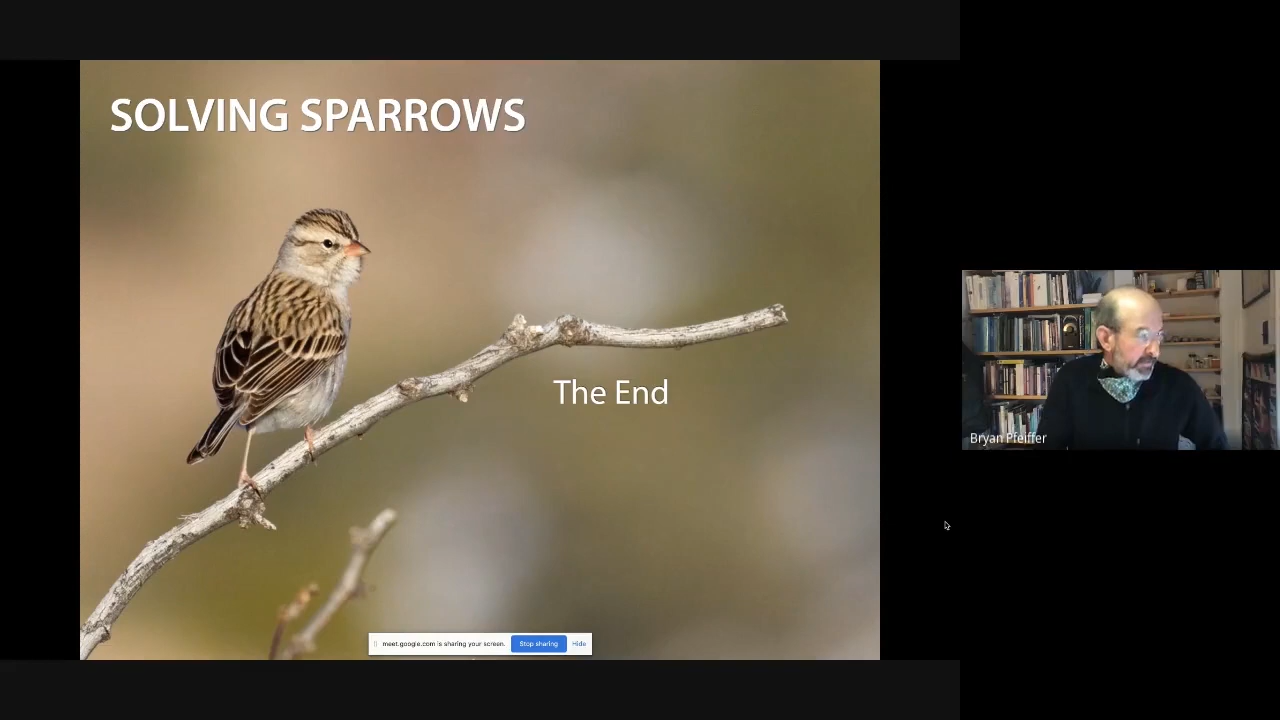 SOLVING SPARROWS
The End
Bryan Pfeiffer
meet.google.com is sharing your screen. Stop sharing Hide